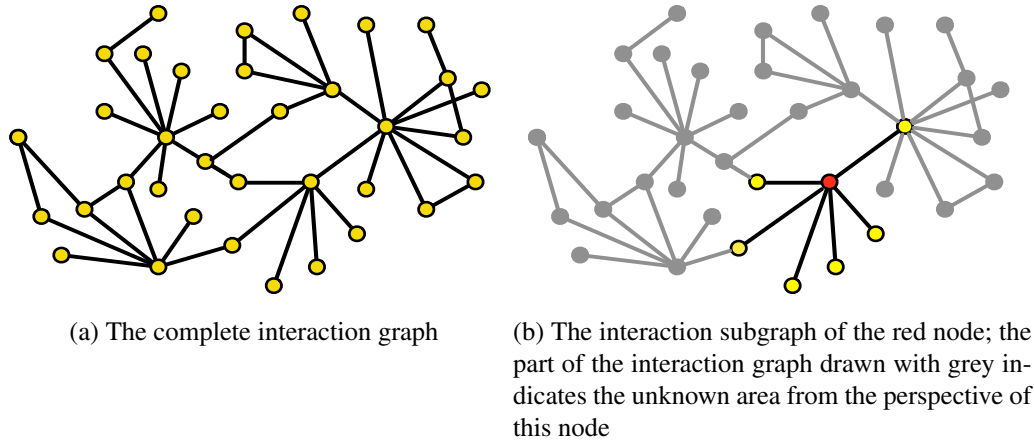 (a) The complete interaction graph
(b) The interaction subgraph of the red node; the
part of the interaction graph drawn with grey in-
dicates the unknown area from the perspective of
this node